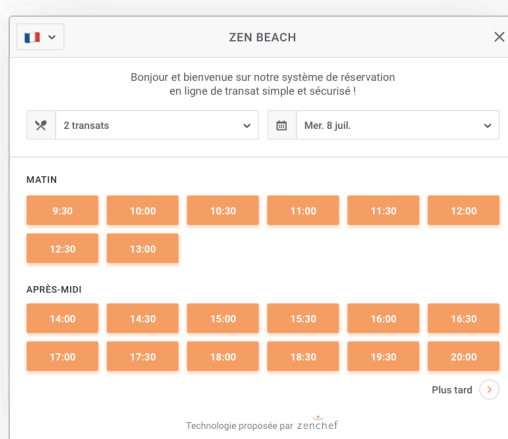 ZEN BEACH
Bonjour et bienvenue sur notre système de réservation
en ligne de transat simple et sécurisé !
2 transats
Mer. 8 juil.
MATIN
9:30 10:00 10:30 11:00 11:30 12:00
12:30 13:00
APRÈS-MIDI
14:00 14:30 15:00 15:30 16:00 16:30
17:00 17:30 18:00 18:30 19:30 20:00
Plus tard
Technologie proposée par zenchef